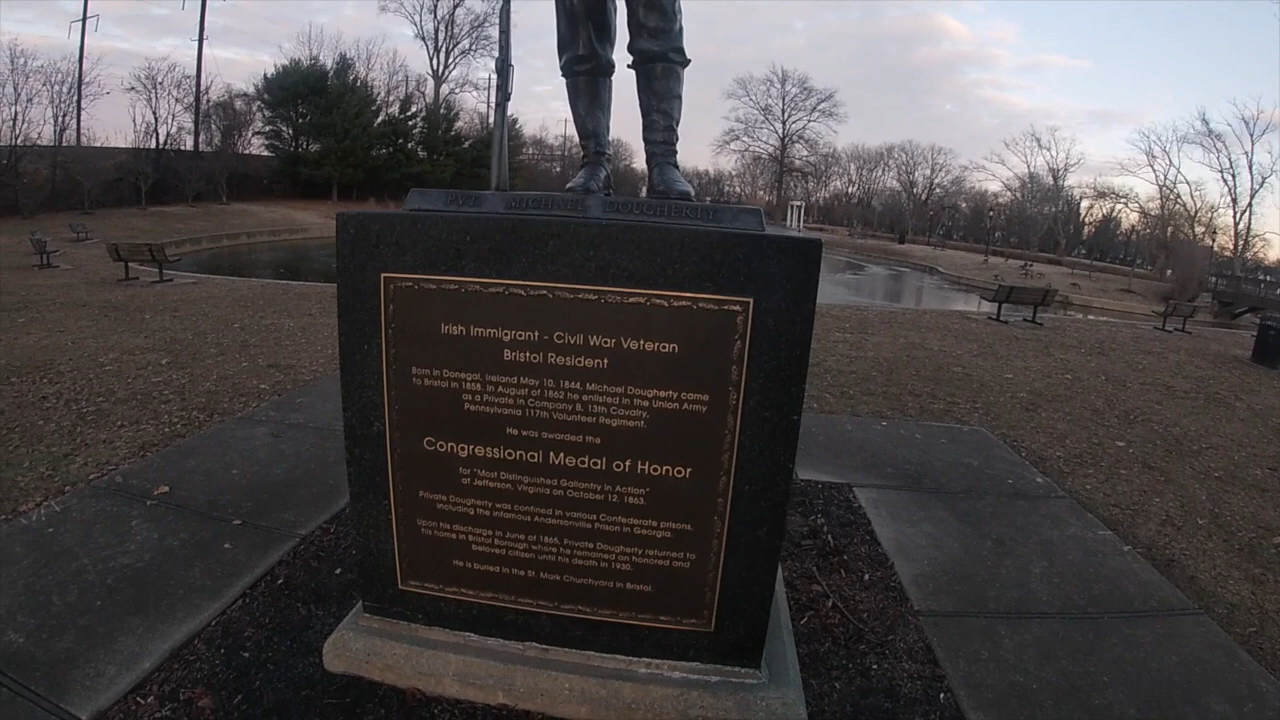 PVT. MICHAEL DOUGHERTY
Irish Immigrant - Civil War Veteran
Bristol Resident
Born in Donegal, Ireland May 10, 1844, Michael Dougherty came
to Bristol in 1858. In August of 1862 he enlisted in the Union Army
as a Private in Company B, 13th Cavalry,
Pennsylvania 117th Volunteer Regiment.
He was awarded the
Congressional Medal of Honor
for "Most Distinguished Gallantry in Action"
at Jefferson, Virginia on October 12, 1863.
Private Dougherty was confined in various Confederate prisons,
including the infamous Andersonville Prison in Georgia.
Upon his discharge in June of 1865, Private Dougherty returned to
his home in Bristol Borough where he remained an honored and
beloved citizen until his death in 1930.
He is buried in the St. Mark Churchyard in Bristol.